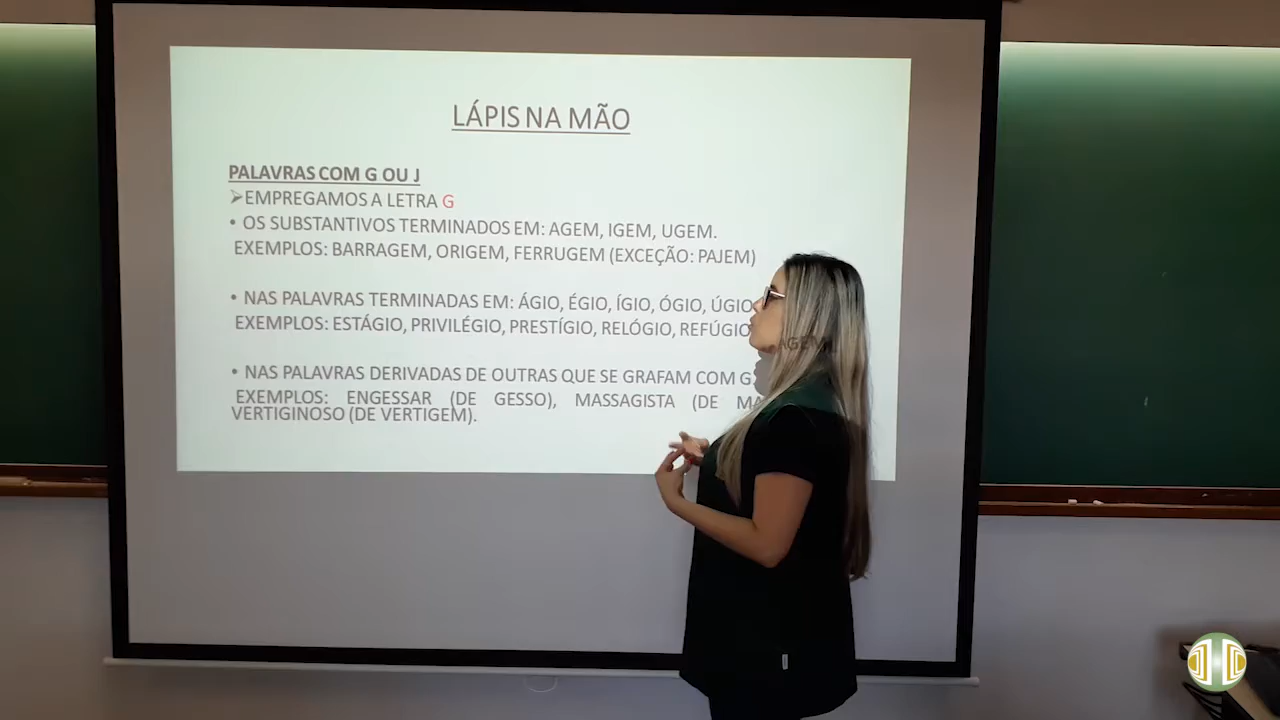 LÁPIS NA MÃO
PALAVRAS COM G OU J
➢EMPREGAMOS A LETRA G
• OS SUBSTANTIVOS TERMINADOS EM: AGEM, IGEM, UGEM.
EXEMPLOS: BARRAGEM, ORIGEM, FERRUGEM (EXCEÇÃO: PAJEM)
• NAS PALAVRAS TERMINADAS EM: ÁGIO, ÉGIO, ÍGIO, ÓGIO, ÚGIO
EXEMPLOS: ESTÁGIO, PRIVILÉGIO, PRESTÍGIO, RELÓGIO, REFÚGIO
• NAS PALAVRAS DERIVADAS DE OUTRAS QUE SE GRAFAM COM G
EXEMPLOS: ENGESSAR (DE GESSO), MASSAGISTA (DE
VERTIGINOSO (DE VERTIGEM).